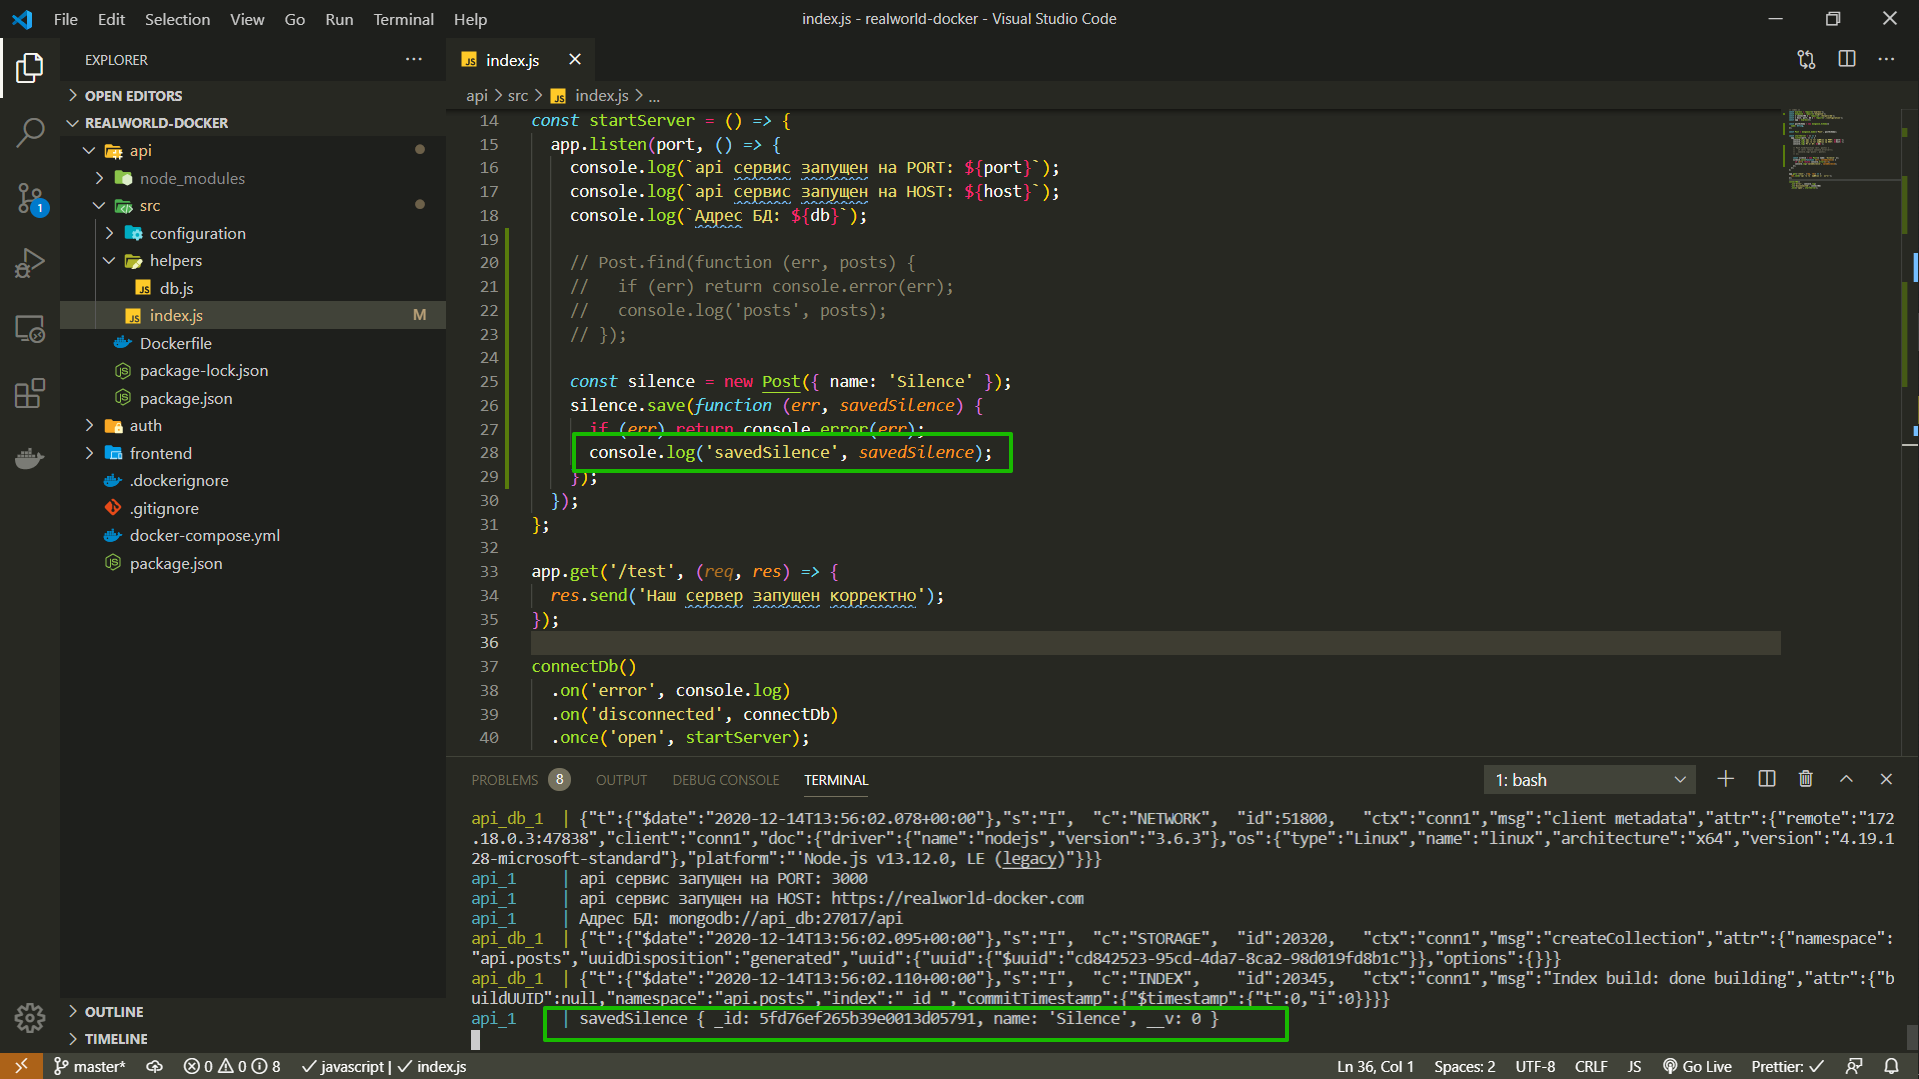 File Edit Selection View Go Run Terminal Help
index.js - realworld-docker - Visual Studio Code
EXPLORER
OPEN EDITORS
REALWORLD-DOCKER
api
node_modules
src
configuration
helpers
JS db.js
JS index.js M
Dockerfile
package-lock.json
package.json
auth
frontend
.dockerignore
.gitignore
docker-compose.yml
package.json
OUTLINE
TIMELINE
1
JS index.js
api > src > JS index.js > ...
14 const startServer = () => {
15 app.listen(port, () => {
16 console.log(`api сервис запущен на PORT: ${port}`);
17 console.log(`api сервис запущен на HOST: ${host}`);
18 console.log(`Адрес БД: ${db}`);
19
20 // Post.find(function (err, posts) {
21 //   if (err) return console.error(err);
22 //   console.log('posts', posts);
23 // });
24
25 const silence = new Post({ name: 'Silence' });
26 silence.save(function (err, savedSilence) {
27 if (err) return console.error(err);
28 console.log('savedSilence', savedSilence);
29 });
30 });
31 };
32
33 app.get('/test', (req, res) => {
34 res.send('Наш сервер запущен корректно');
35 });
36
37 connectDb()
38 .on('error', console.log)
39 .on('disconnected', connectDb)
40 .once('open', startServer);
PROBLEMS 8 OUTPUT DEBUG CONSOLE TERMINAL 1: bash
api_db_1  | {"t":{"$date":"2020-12-14T13:56:02.078+00:00"},"s":"I",  "c":"NETWORK",  "id":51800,   "ctx":"conn1","msg":"client metadata","attr":{"remote":"172
.18.0.3:47838","client":"conn1","doc":{"driver":{"name":"nodejs","version":"3.6.3"},"os":{"type":"Linux","name":"linux","architecture":"x64","version":"4.19.1
28-microsoft-standard"},"platform":"'Node.js v13.12.0, LE (legacy)"}}}
api_1     | api сервис запущен на PORT: 3000
api_1     | api сервис запущен на HOST: https://realworld-docker.com
api_1     | Адрес БД: mongodb://api_db:27017/api
api_db_1  | {"t":{"$date":"2020-12-14T13:56:02.095+00:00"},"s":"I",  "c":"STORAGE",  "id":20320,   "ctx":"conn1","msg":"createCollection","attr":{"namespace":
"api.posts","uuidDisposition":"generated","uuid":{"uuid":{"$uuid":"cd842523-95cd-4da7-8ca2-98d019fd8b1c"}},"options":{}}}
api_db_1  | {"t":{"$date":"2020-12-14T13:56:02.110+00:00"},"s":"I",  "c":"INDEX",    "id":20345,   "ctx":"conn1","msg":"Index build: done building","attr":{"b
uildUUID":null,"namespace":"api.posts","index":"_id_","commitTimestamp":{"$timestamp":{"t":0,"i":0}}}}
api_1     | savedSilence { _id: 5fd76ef265b39e0013d05791, name: 'Silence', __v: 0 }
master* 0 0 8 javascript | index.js Ln 36, Col 1 Spaces: 2 UTF-8 CRLF JS Go Live Prettier: